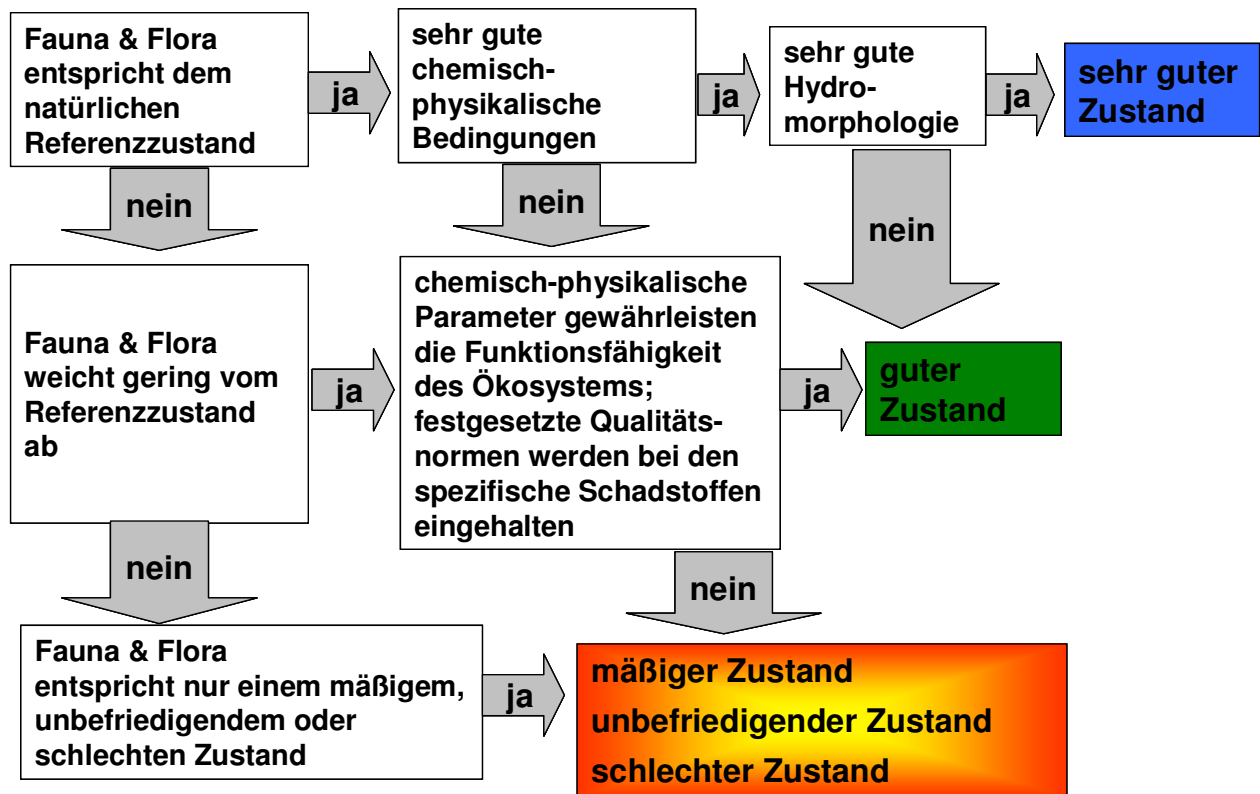 Fauna & Flora
entspricht dem
natürlichen
Referenzzustand
ja
sehr gute
chemisch-
physikalische
Bedingungen
ja
sehr gute
Hydro-
morphologie
ja
sehr guter
Zustand
nein
nein
nein
Fauna & Flora
weicht gering vom
Referenzzustand
ab
ja
chemisch-physikalische
Parameter gewährleisten
die Funktionsfähigkeit
des Ökosystems;
festgesetzte Qualitäts-
normen werden bei den
spezifische Schadstoffen
eingehalten
ja
guter
Zustand
nein
nein
Fauna & Flora
entspricht nur einem mäßigem,
unbefriedigendem oder
schlechten Zustand
ja
mäßiger Zustand
unbefriedigender Zustand
schlechter Zustand